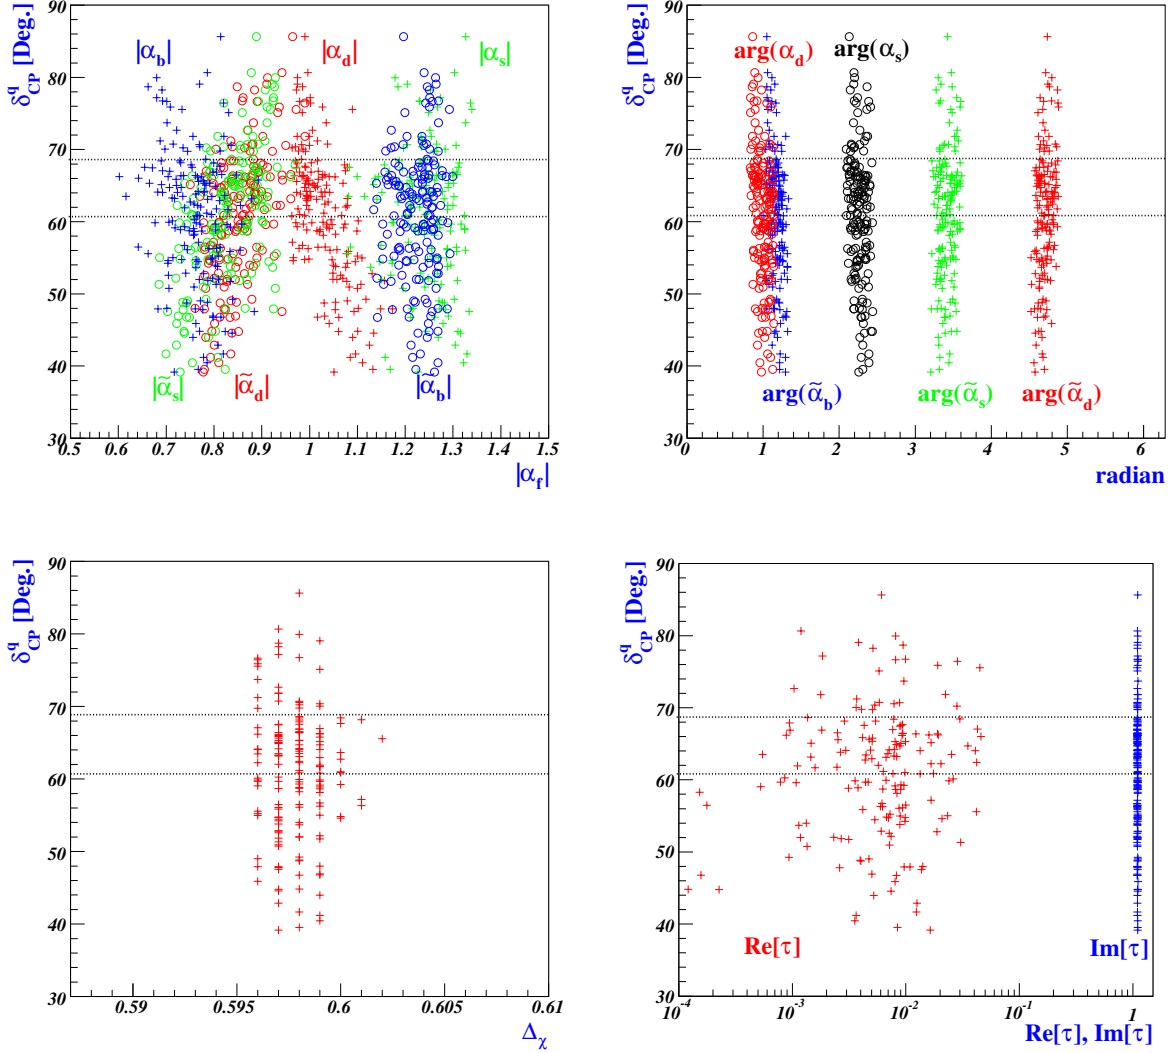 δ^q_CP [Deg.]
90
80
70
60
50
40
30
|α_b|
|α_d|
|α_s|
|α̃_s|
|α̃_d|
|α̃_b|
0.5 0.6 0.7 0.8 0.9 1 1.1 1.2 1.3 1.4 1.5
|α_f|
δ^q_CP [Deg.]
90
80
70
60
50
40
30
arg(α_d)
arg(α_s)
arg(α̃_b)
arg(α̃_s)
arg(α̃_d)
0 1 2 3 4 5 6
radian
δ^q_CP [Deg.]
90
80
70
60
50
40
30
0.59 0.595 0.6 0.605 0.61
Δ_χ
δ^q_CP [Deg.]
90
80
70
60
50
40
30
Re[τ]
Im[τ]
10^-4 10^-3 10^-2 10^-1 1
Re[τ], Im[τ]